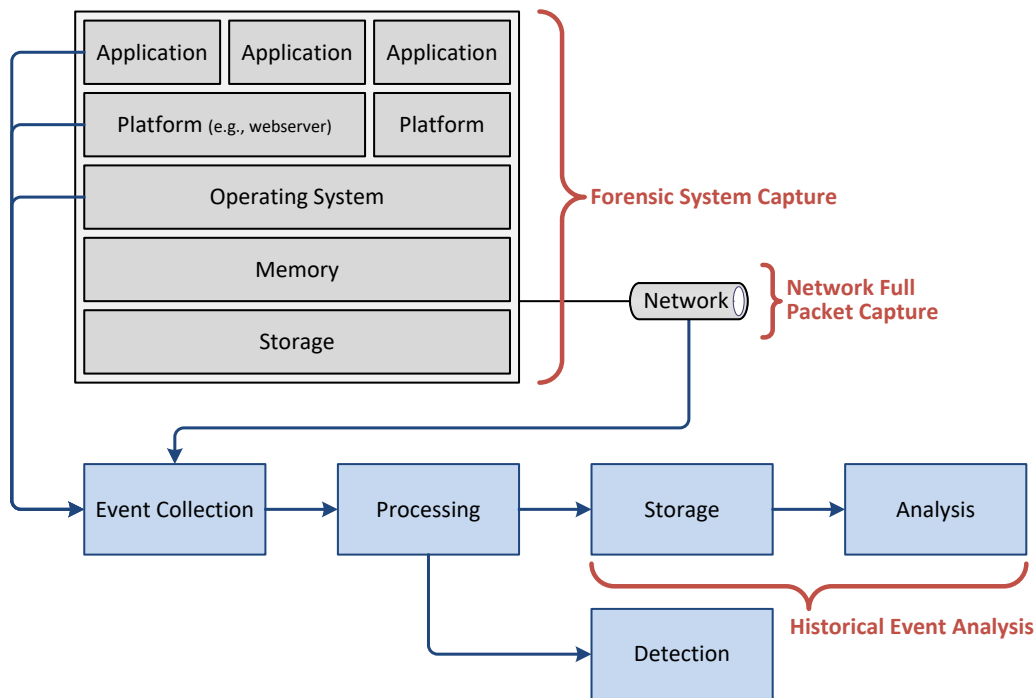 Application
Application
Application
Platform (e.g., webserver)
Platform
Operating System
Forensic System Capture
Memory
Network
Network Full
Packet Capture
Storage
Event Collection
Processing
Storage
Analysis
Historical Event Analysis
Detection